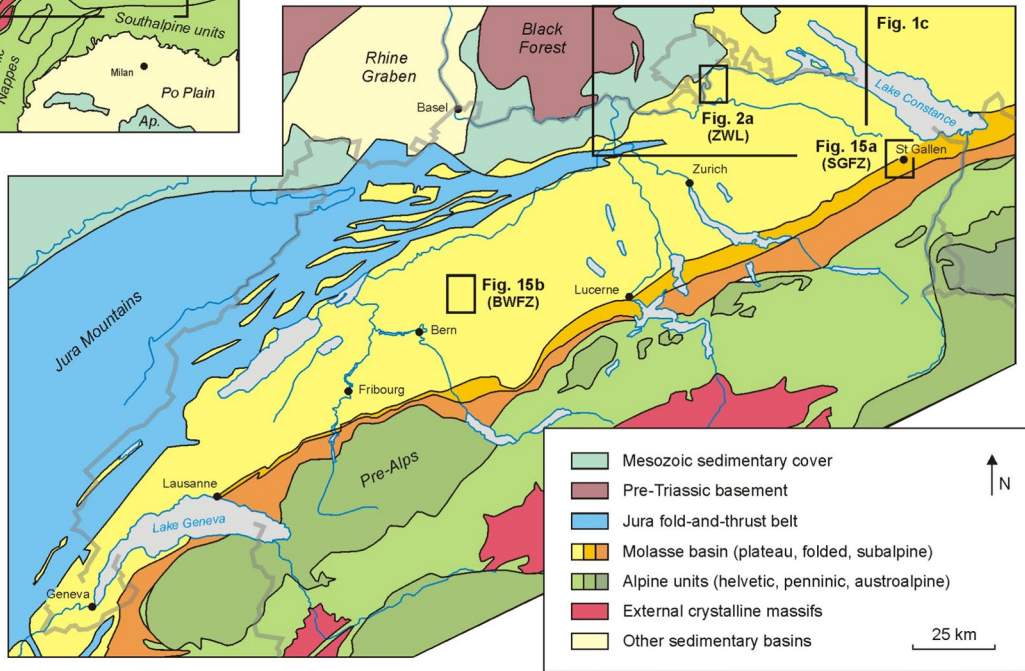 Southalpine units
Nappes
Milan
Po Plain
Ap.
Rhine
Graben
Black
Forest
Fig. 1c
Basel
Lake Constance
Fig. 2a
(ZWL)
Fig. 15a
(SGFZ)
St Gallen
Zurich
Jura Mountains
Fig. 15b
(BWFZ)
Lucerne
Bern
Fribourg
Pre-Alps
Lausanne
Lake Geneva
Geneva
Mesozoic sedimentary cover
Pre-Triassic basement
N
Jura fold-and-thrust belt
Molasse basin (plateau, folded, subalpine)
Alpine units (helvetic, penninic, austroalpine)
External crystalline massifs
Other sedimentary basins
25 km